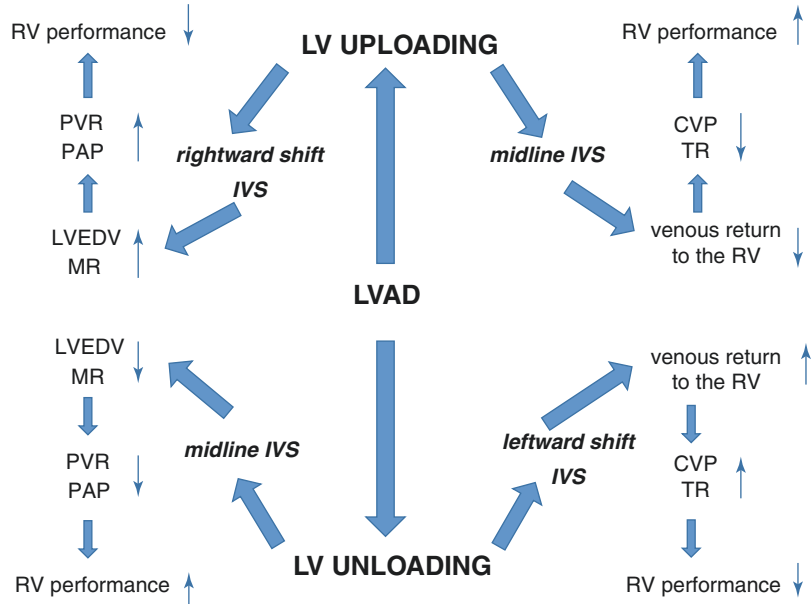 RV performance
LV UPLOADING
RV performance
PVR
PAP
rightward shift
IVS
midline IVS
CVP
TR
LVEDV
MR
venous return
to the RV
LVAD
LVEDV
MR
venous return
to the RV
PVR
PAP
midline IVS
leftward shift
IVS
CVP
TR
RV performance
LV UNLOADING
RV performance